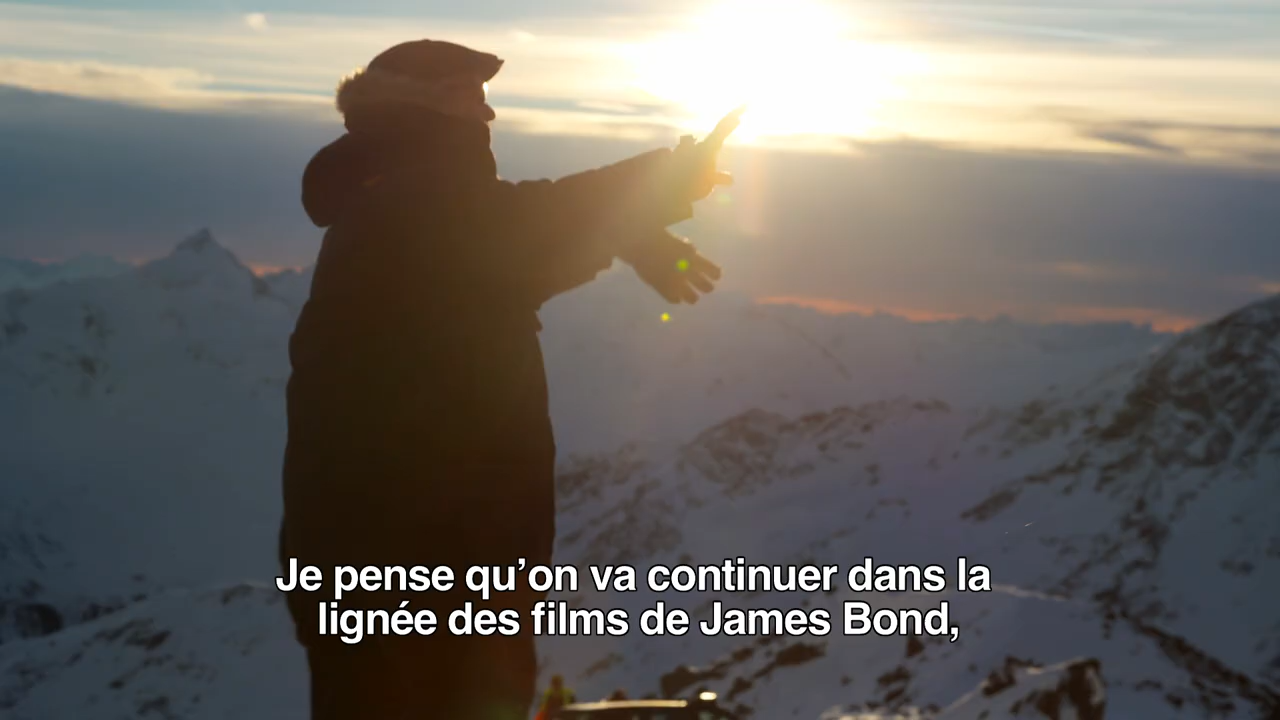 Je pense qu’on va continuer dans la
lignée des films de James Bond,